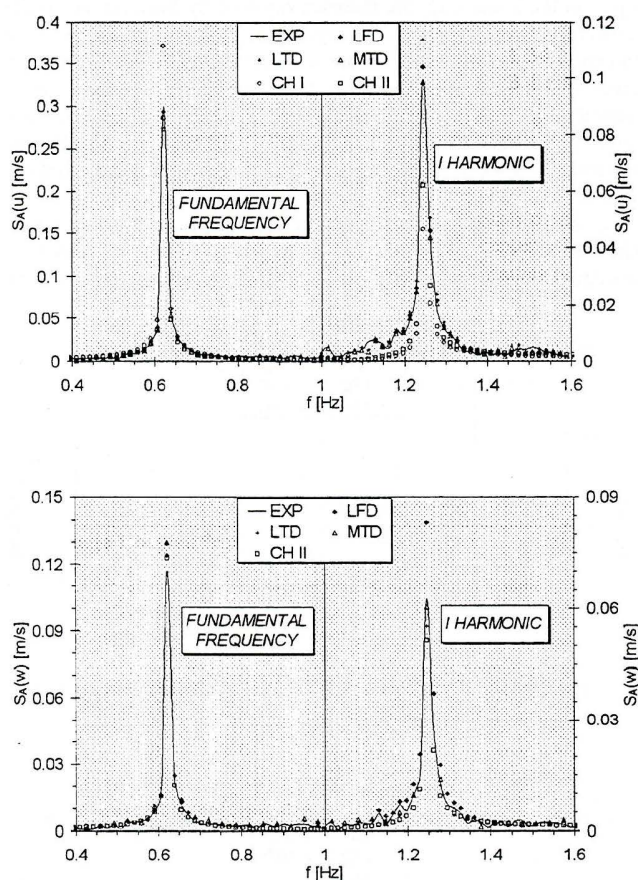 0.4
0.35
0.3
0.25
0.2
0.15
0.1
0.05
0
S_A(u) [m/s]
EXP LFD
LTD MTD
CH I CH II
FUNDAMENTAL
FREQUENCY
I HARMONIC
0.12
0.1
0.08
0.06
0.04
0.02
0
S_A(u) [m/s]
0.4 0.6 0.8 1 1.2 1.4 1.6
f [Hz]
0.15
0.12
0.09
0.06
0.03
0
S_A(w) [m/s]
EXP LFD
LTD MTD
CH II
FUNDAMENTAL
FREQUENCY
I HARMONIC
0.09
0.06
0.03
0
S_A(w) [m/s]
0.4 0.6 0.8 1.0 1.2 1.4 1.6
f [Hz]